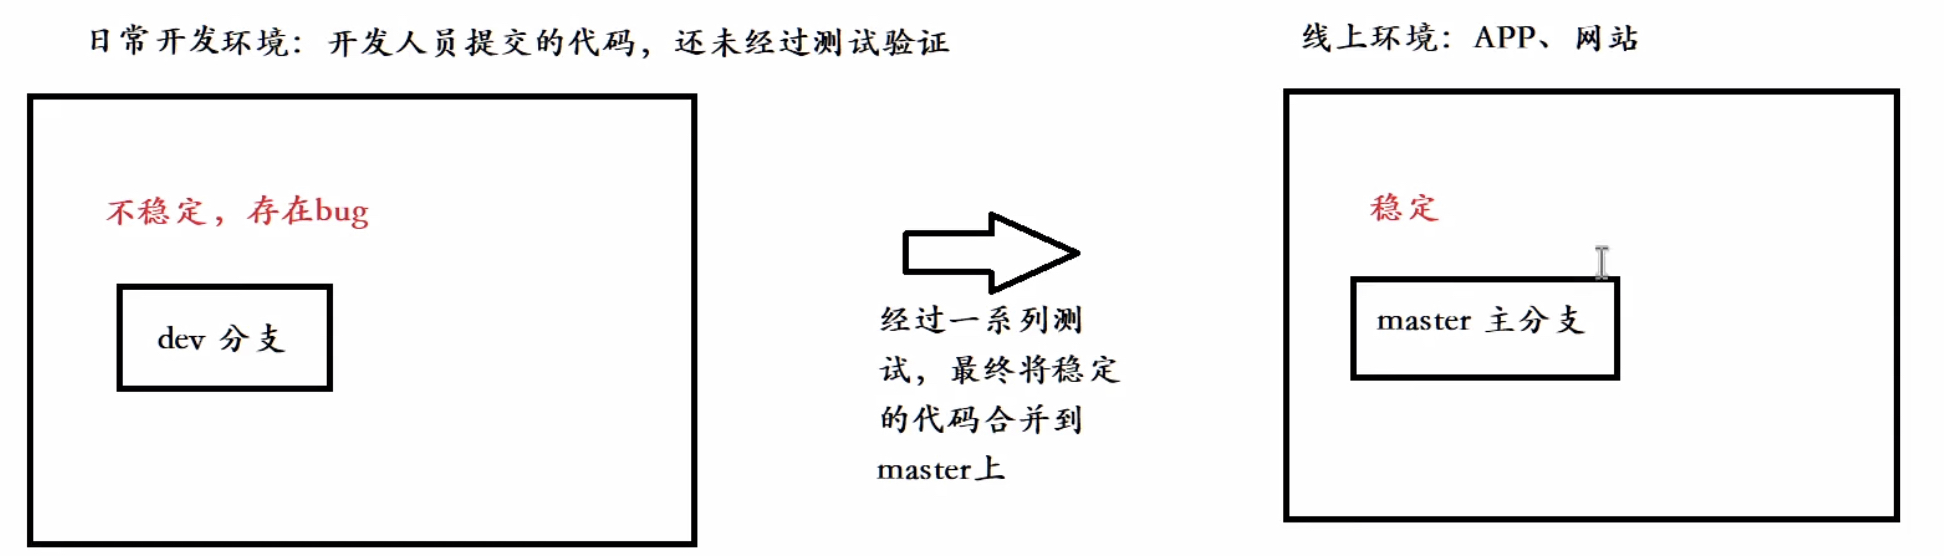 日常开发环境：开发人员提交的代码，还未经过测试验证
线上环境：APP、网站
不稳定，存在bug
dev 分支
经过一系列测
试，最终将稳定
的代码合并到
master上
稳定
master 主分支